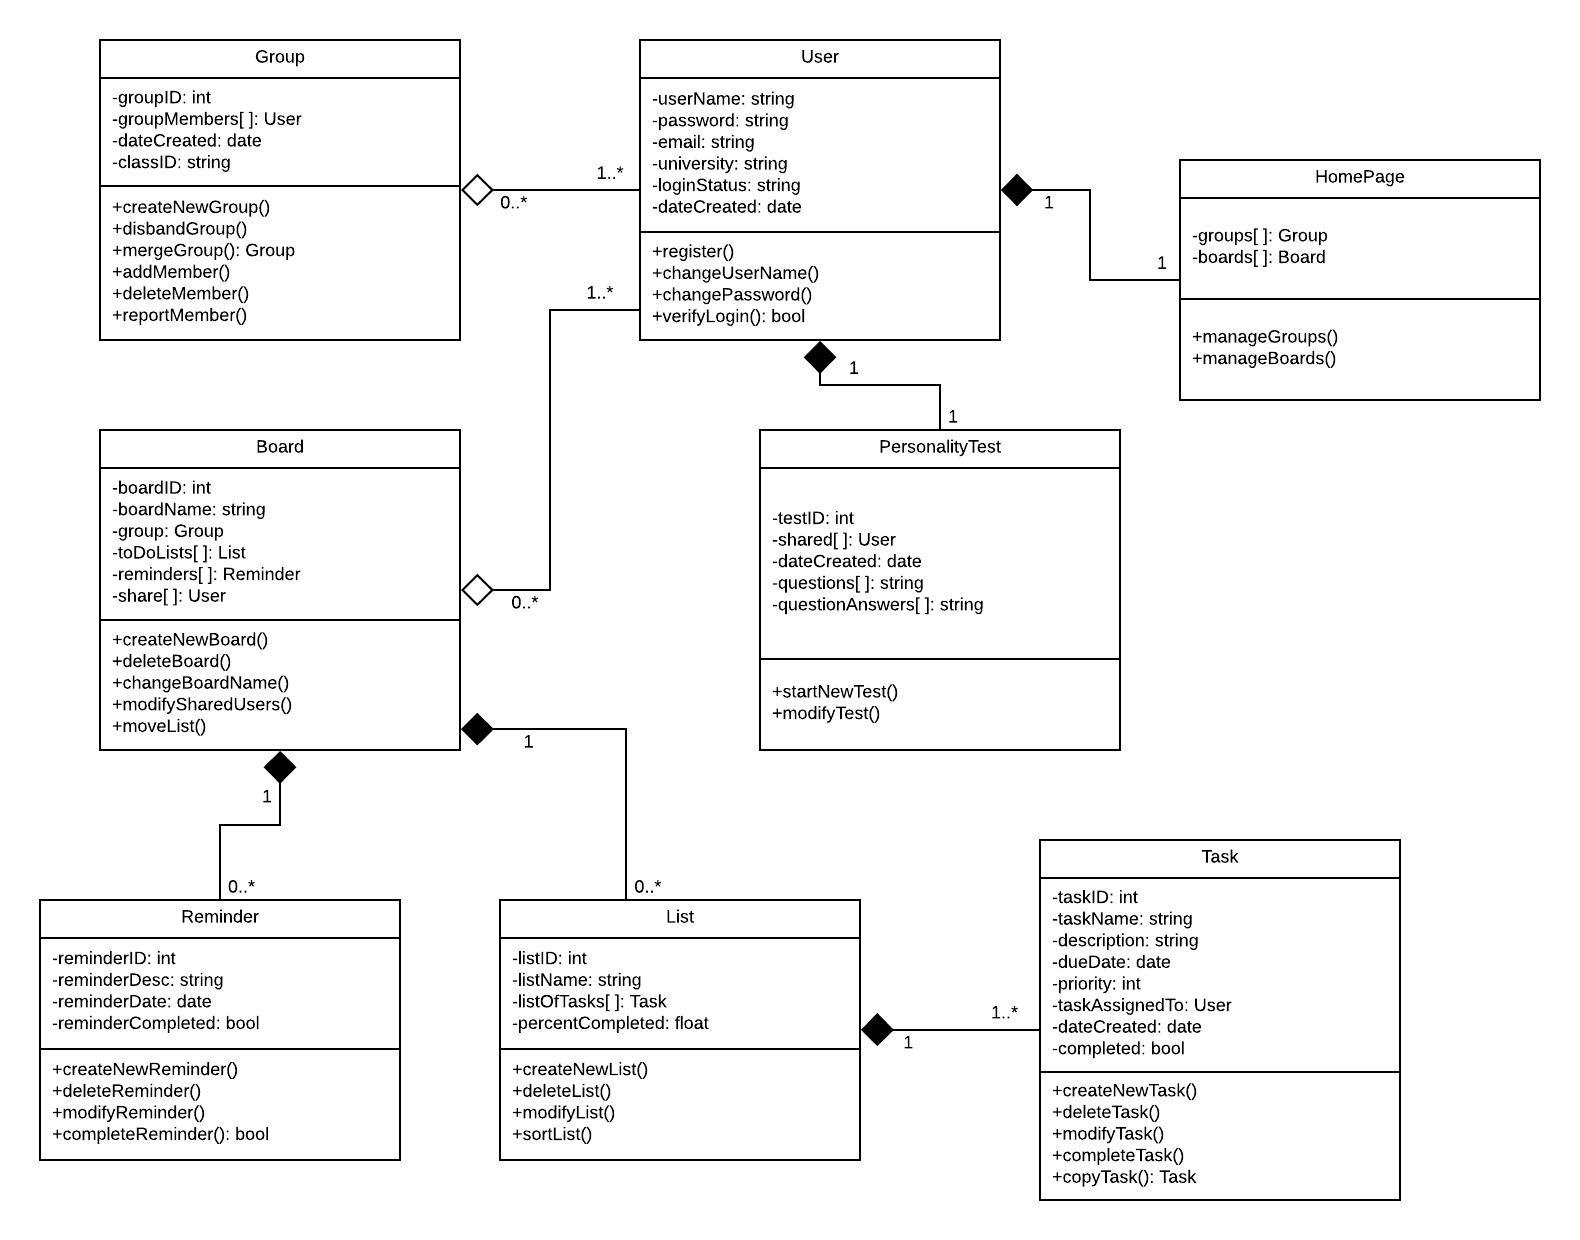 Group
-groupID: int
-groupMembers[ ]: User
-dateCreated: date
-classID: string
+createNewGroup()
+disbandGroup()
+mergeGroup(): Group
+addMember()
+deleteMember()
+reportMember()
1..*
0..*
User
-userName: string
-password: string
-email: string
-university: string
-loginStatus: string
-dateCreated: date
+register()
+changeUserName()
+changePassword()
+verifyLogin(): bool
1
1
HomePage
-groups[ ]: Group
-boards[ ]: Board
+manageGroups()
+manageBoards()
1..*
0..*
1
1
Board
-boardID: int
-boardName: string
-group: Group
-toDoLists[ ]: List
-reminders[ ]: Reminder
-share[ ]: User
+createNewBoard()
+deleteBoard()
+changeBoardName()
+modifySharedUsers()
+moveList()
PersonalityTest
-testID: int
-shared[ ]: User
-dateCreated: date
-questions[ ]: string
-questionAnswers[ ]: string
+startNewTest()
+modifyTest()
1
1
0..*
0..*
Reminder
-reminderID: int
-reminderDesc: string
-reminderDate: date
-reminderCompleted: bool
+createNewReminder()
+deleteReminder()
+modifyReminder()
+completeReminder(): bool
List
-listID: int
-listName: string
-listOfTasks[ ]: Task
-percentCompleted: float
+createNewList()
+deleteList()
+modifyList()
+sortList()
1..*
1
Task
-taskID: int
-taskName: string
-description: string
-dueDate: date
-priority: int
-taskAssignedTo: User
-dateCreated: date
-completed: bool
+createNewTask()
+deleteTask()
+modifyTask()
+completeTask()
+copyTask(): Task